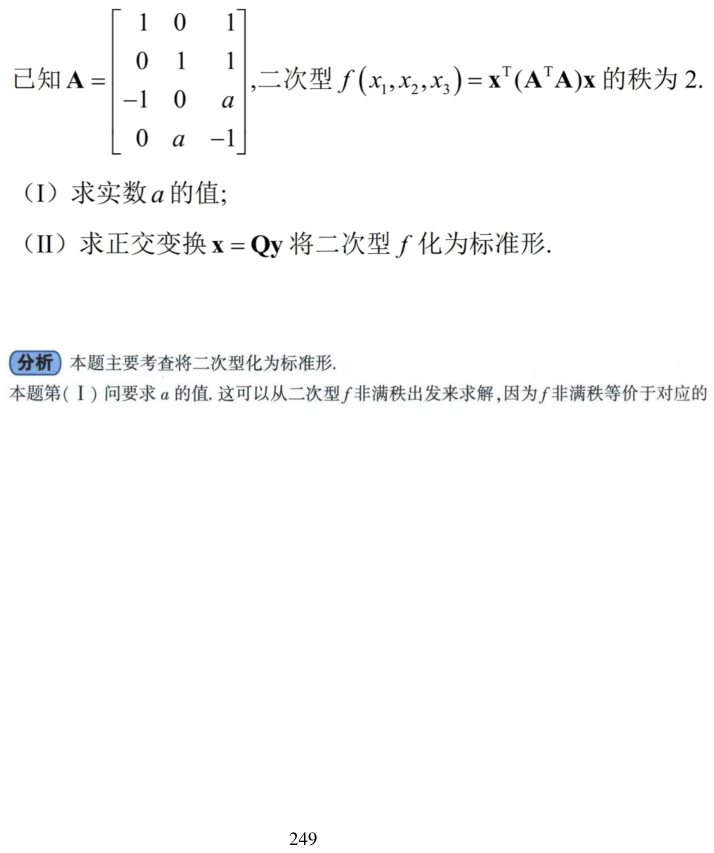 已知 A = [1 0 1; 0 1 1; −1 0 a; 0 a −1], 二次型 f(x₁,x₂,x₃) = xᵀ(AᵀA)x 的秩为 2.
（I）求实数 a 的值;
（II）求正交变换 x = Qy 将二次型 f 化为标准形.
分析 本题主要考查将二次型化为标准形.
本题第(Ⅰ)问要求 a 的值. 这可以从二次型 f 非满秩出发来求解,因为 f 非满秩等价于对应的
249